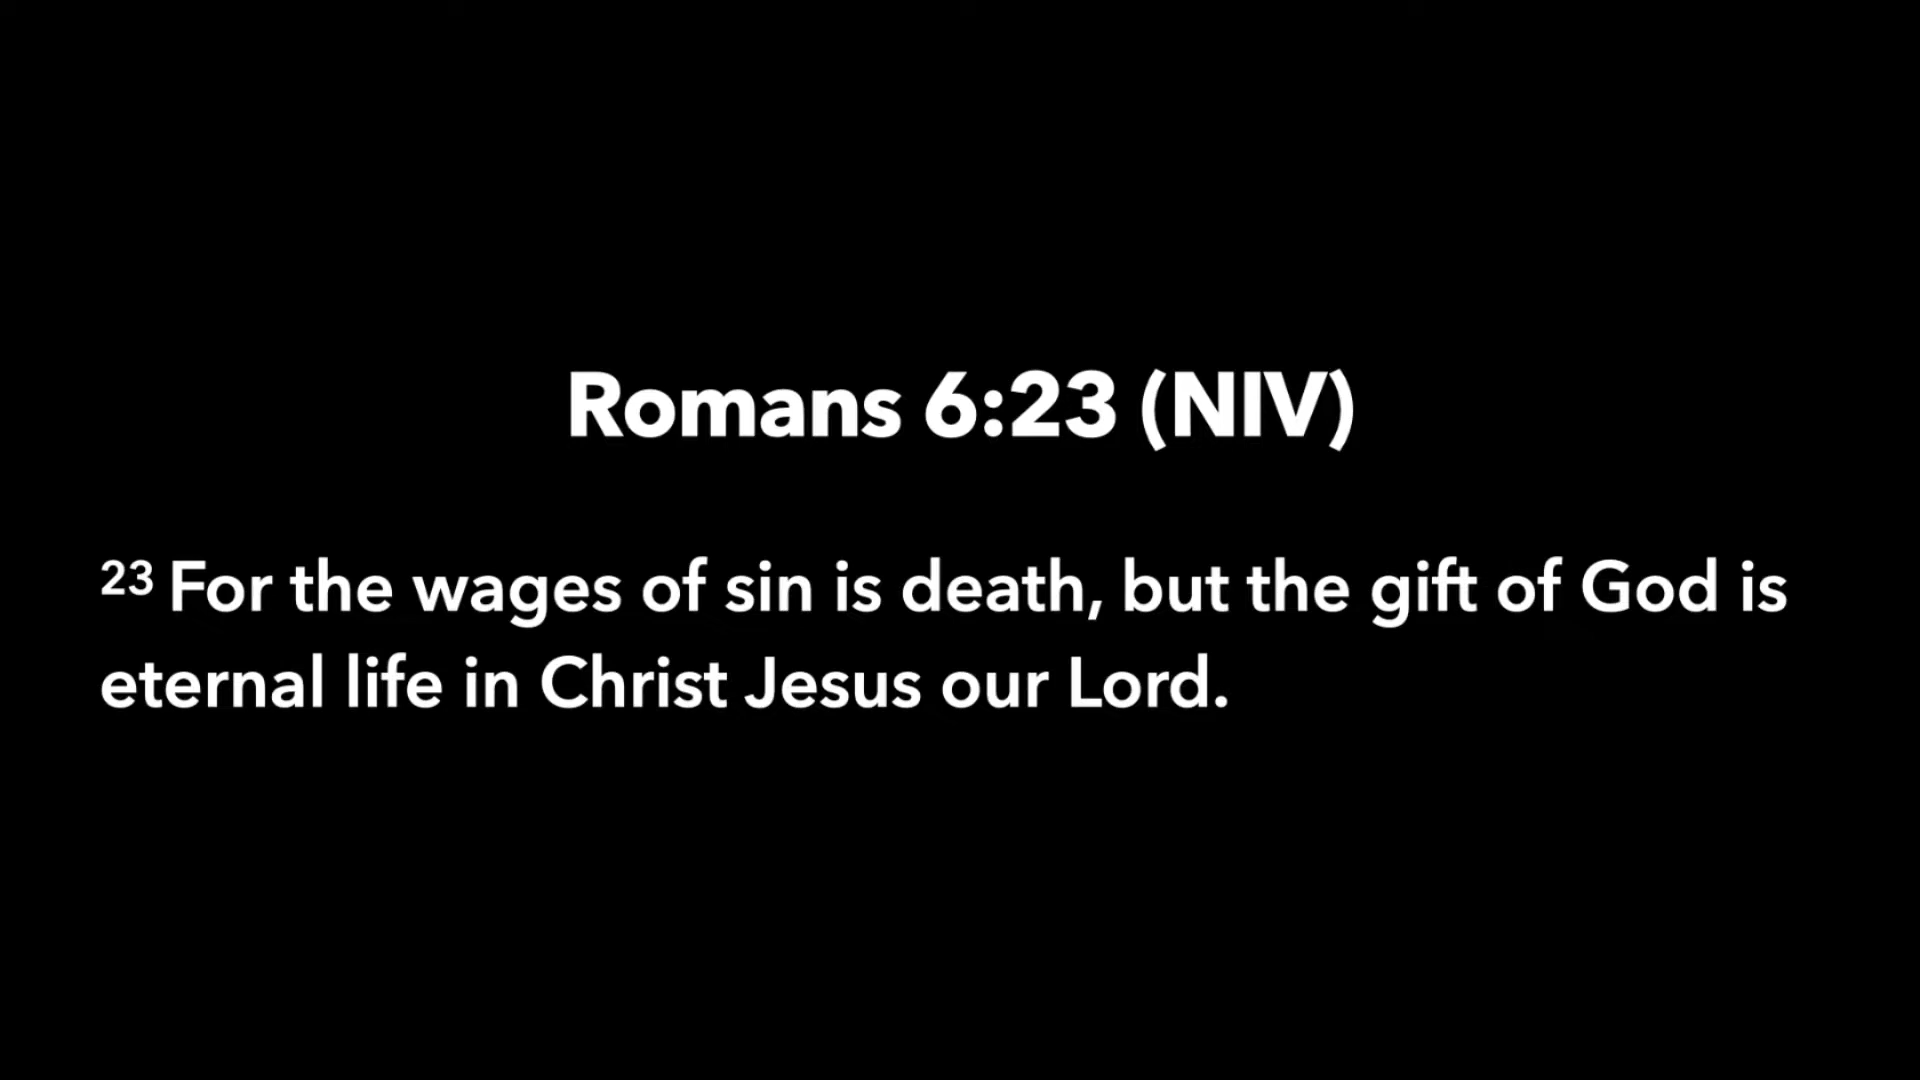 Romans 6:23 (NIV)
23 For the wages of sin is death, but the gift of God is
eternal life in Christ Jesus our Lord.